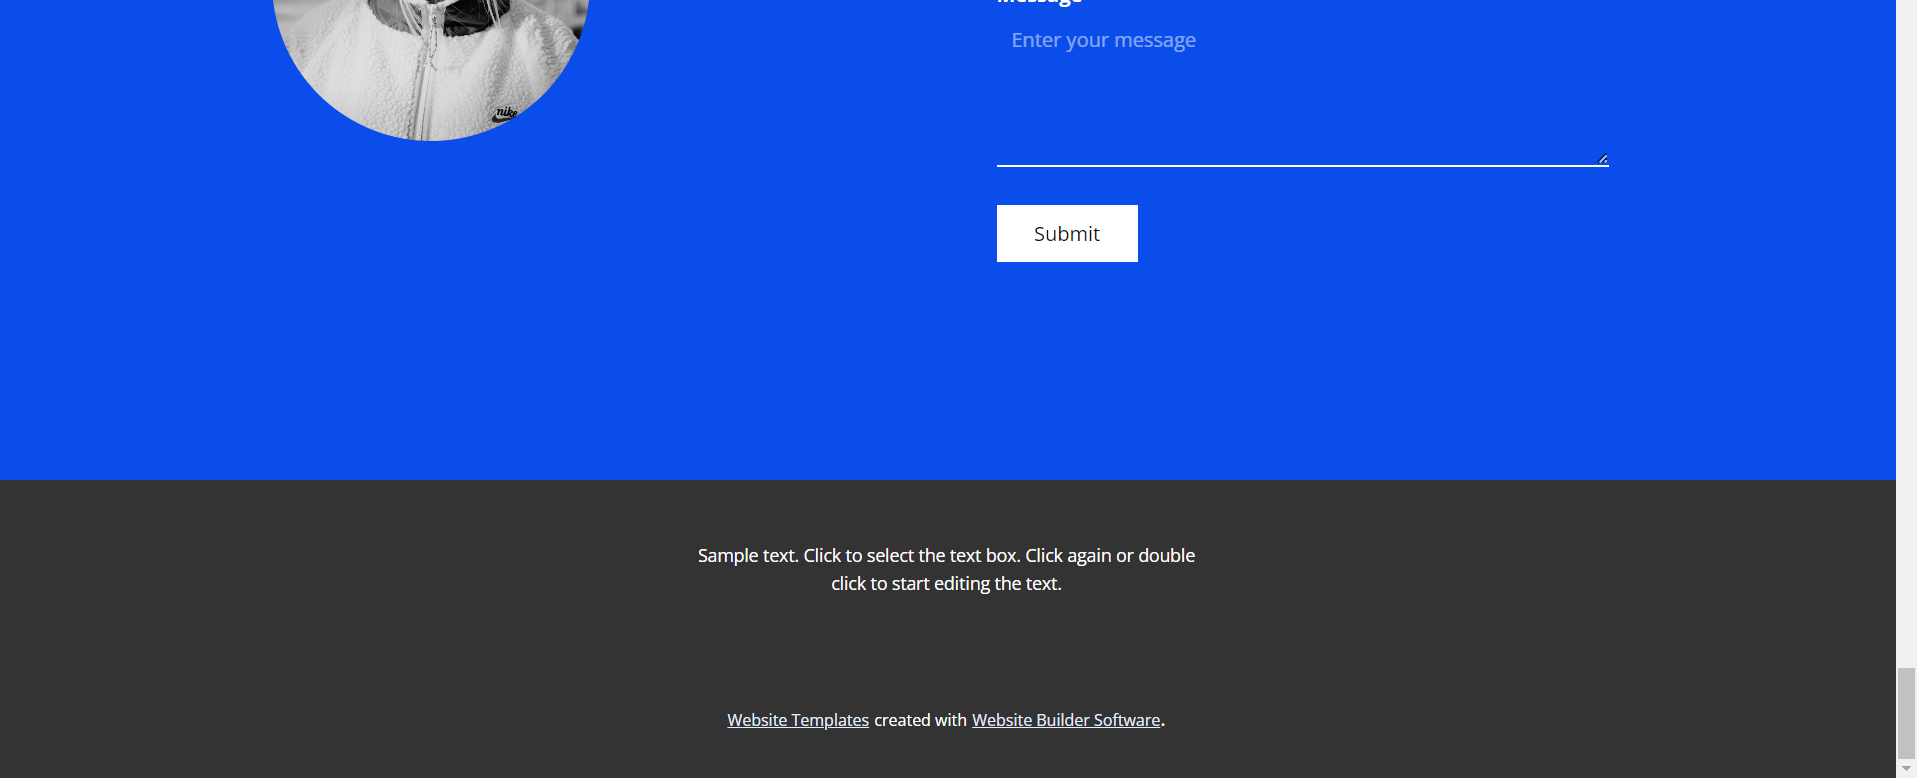 Message
Enter your message
nike
Submit
Sample text. Click to select the text box. Click again or double
click to start editing the text.
Website Templates created with Website Builder Software.